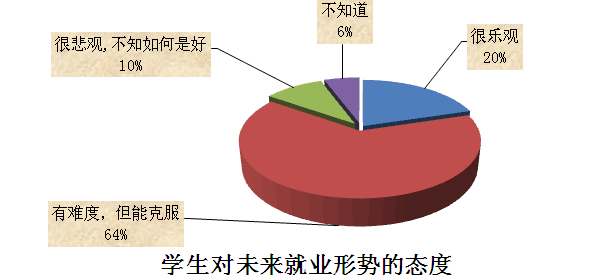 不知道
6%
很乐观
20%
很悲观,不知如何是好
10%
有难度，但能克服
64%
学生对未来就业形势的态度